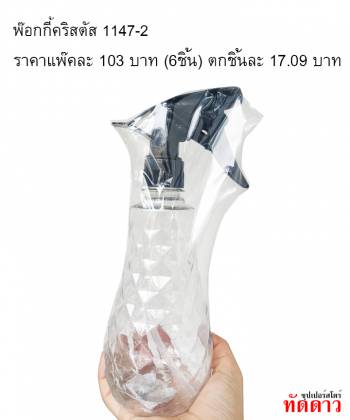 พ๊อกกี้คริสตัส 1147-2
ราคาแพ๊คละ 103 บาท (6ชิ้น) ตกชิ้นละ 17.09 บาท
ซุปเปอร์สโตร์
ทัดดาว